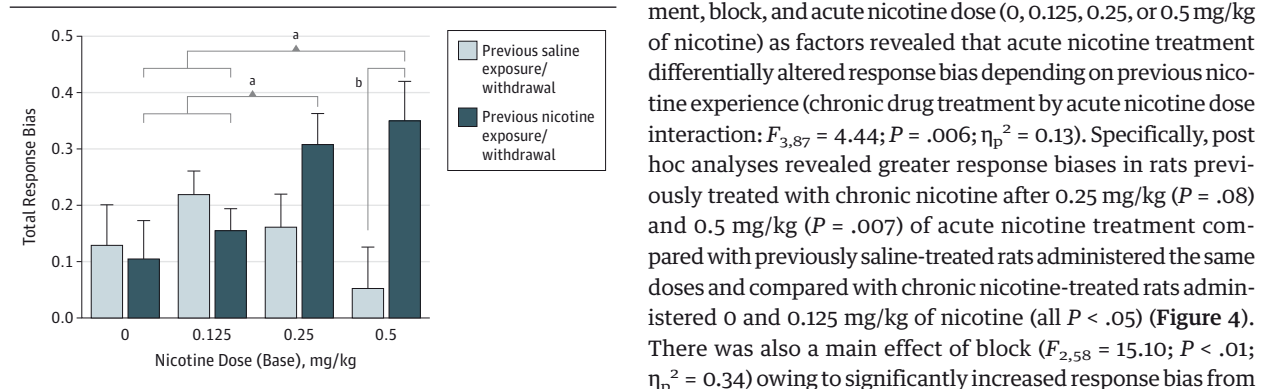 0.5
0.4
0.3
0.2
0.1
0.0
Total Response Bias
a
a
b
0
0.125
0.25
0.5
Nicotine Dose (Base), mg/kg
Previous saline
exposure/
withdrawal
Previous nicotine
exposure/
withdrawal
ment, block, and acute nicotine dose (0, 0.125, 0.25, or 0.5 mg/kg
of nicotine) as factors revealed that acute nicotine treatment
differentially altered response bias depending on previous nico-
tine experience (chronic drug treatment by acute nicotine dose
interaction: F3,87 = 4.44; P = .006; ηp² = 0.13). Specifically, post
hoc analyses revealed greater response biases in rats previ-
ously treated with chronic nicotine after 0.25 mg/kg (P = .08)
and 0.5 mg/kg (P = .007) of acute nicotine treatment com-
pared with previously saline-treated rats administered the same
doses and compared with chronic nicotine-treated rats admin-
istered 0 and 0.125 mg/kg of nicotine (all P < .05) (Figure 4).
There was also a main effect of block (F2,58 = 15.10; P < .01;
ηp² = 0.34) owing to significantly increased response bias from